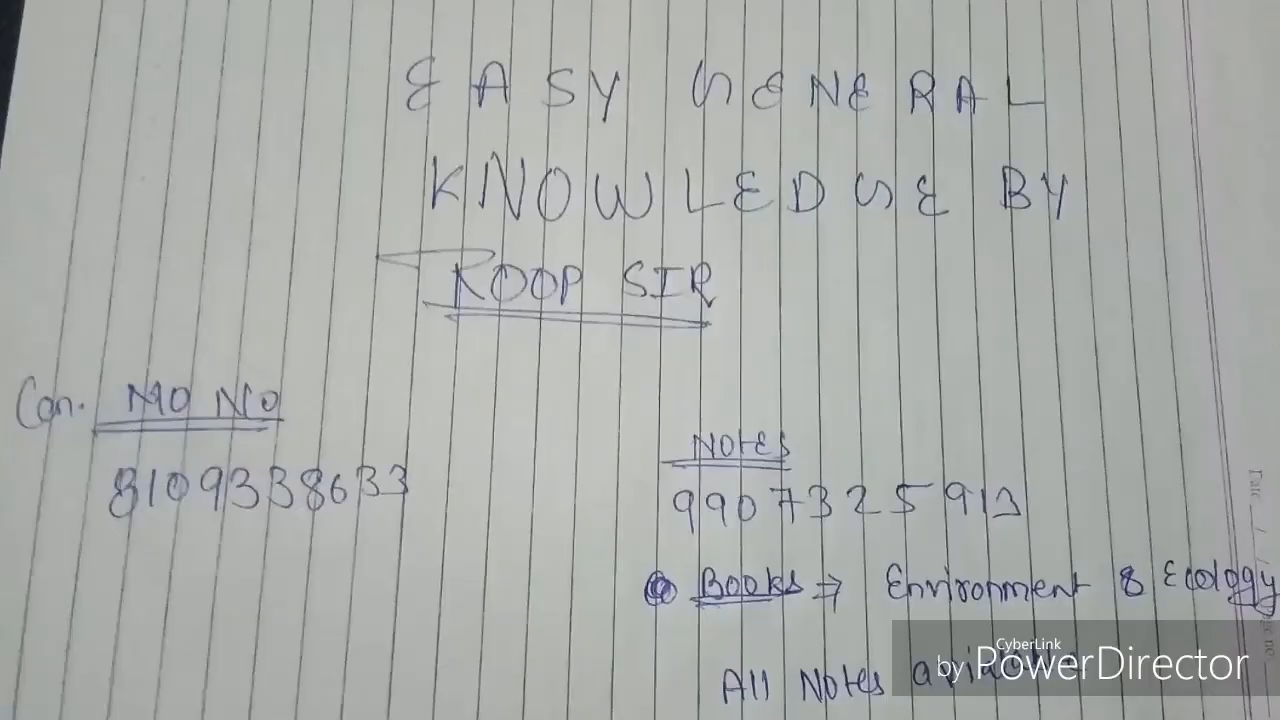 EASY GENERAL
KNOWLEDGE BY
ROOP SIR
Con. MO NO
8109338633
NOTES
9907325913
BOOKS ⇒ Environment & Ecology
All Notes
CyberLink
by PowerDirector